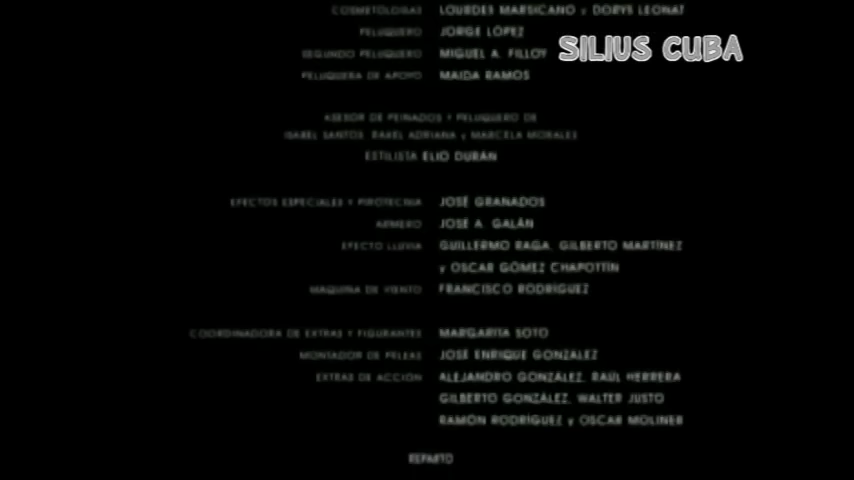 COSMETOLOGAS LOURDES MARSICANO y DORYS LEONAT
PELUQUERO JORGE LÓPEZ
SEGUNDO PELUQUERO MIGUEL A. FILLOY
SILIUS CUBA
PELUQUERA DE APOYO MAIDA RAMOS
ASESOR DE PEINADOS Y PELUQUERO DE
ISABEL SANTOS, RAKEL ADRIANA y MARCELA MORALES
ESTILISTA ELIO DURÁN
EFECTOS ESPECIALES Y PIROTECNIA JOSÉ GRANADOS
ARMERO JOSÉ A. GALÁN
EFECTO LLUVIA GUILLERMO RAGA, GILBERTO MARTÍNEZ
y OSCAR GÓMEZ CHAPOTTÍN
MAQUINA DE VIENTO FRANCISCO RODRÍGUEZ
COORDINADORA DE EXTRAS Y FIGURANTES MARGARITA SOTO
MONTADOR DE PELEAS JOSÉ ENRIQUE GONZÁLEZ
EXTRAS DE ACCIÓN ALEJANDRO GONZÁLEZ, RAÚL HERRERA
GILBERTO GONZÁLEZ, WALTER JUSTO
RAMÓN RODRÍGUEZ y OSCAR MOLINER
REPARTO